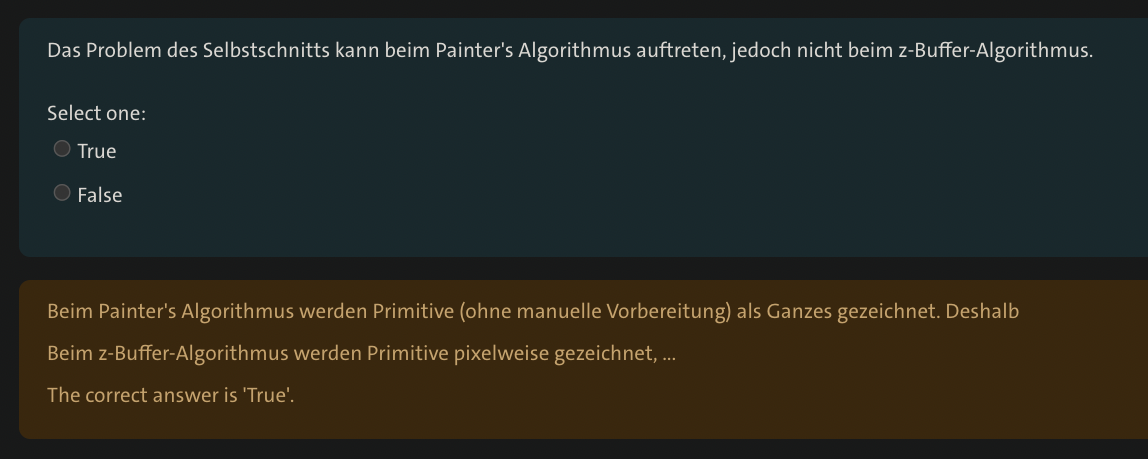 Das Problem des Selbstschnitts kann beim Painter's Algorithmus auftreten, jedoch nicht beim z-Buffer-Algorithmus.
Select one:
True
False
Beim Painter's Algorithmus werden Primitive (ohne manuelle Vorbereitung) als Ganzes gezeichnet. Deshalb
Beim z-Buffer-Algorithmus werden Primitive pixelweise gezeichnet, ...
The correct answer is 'True'.